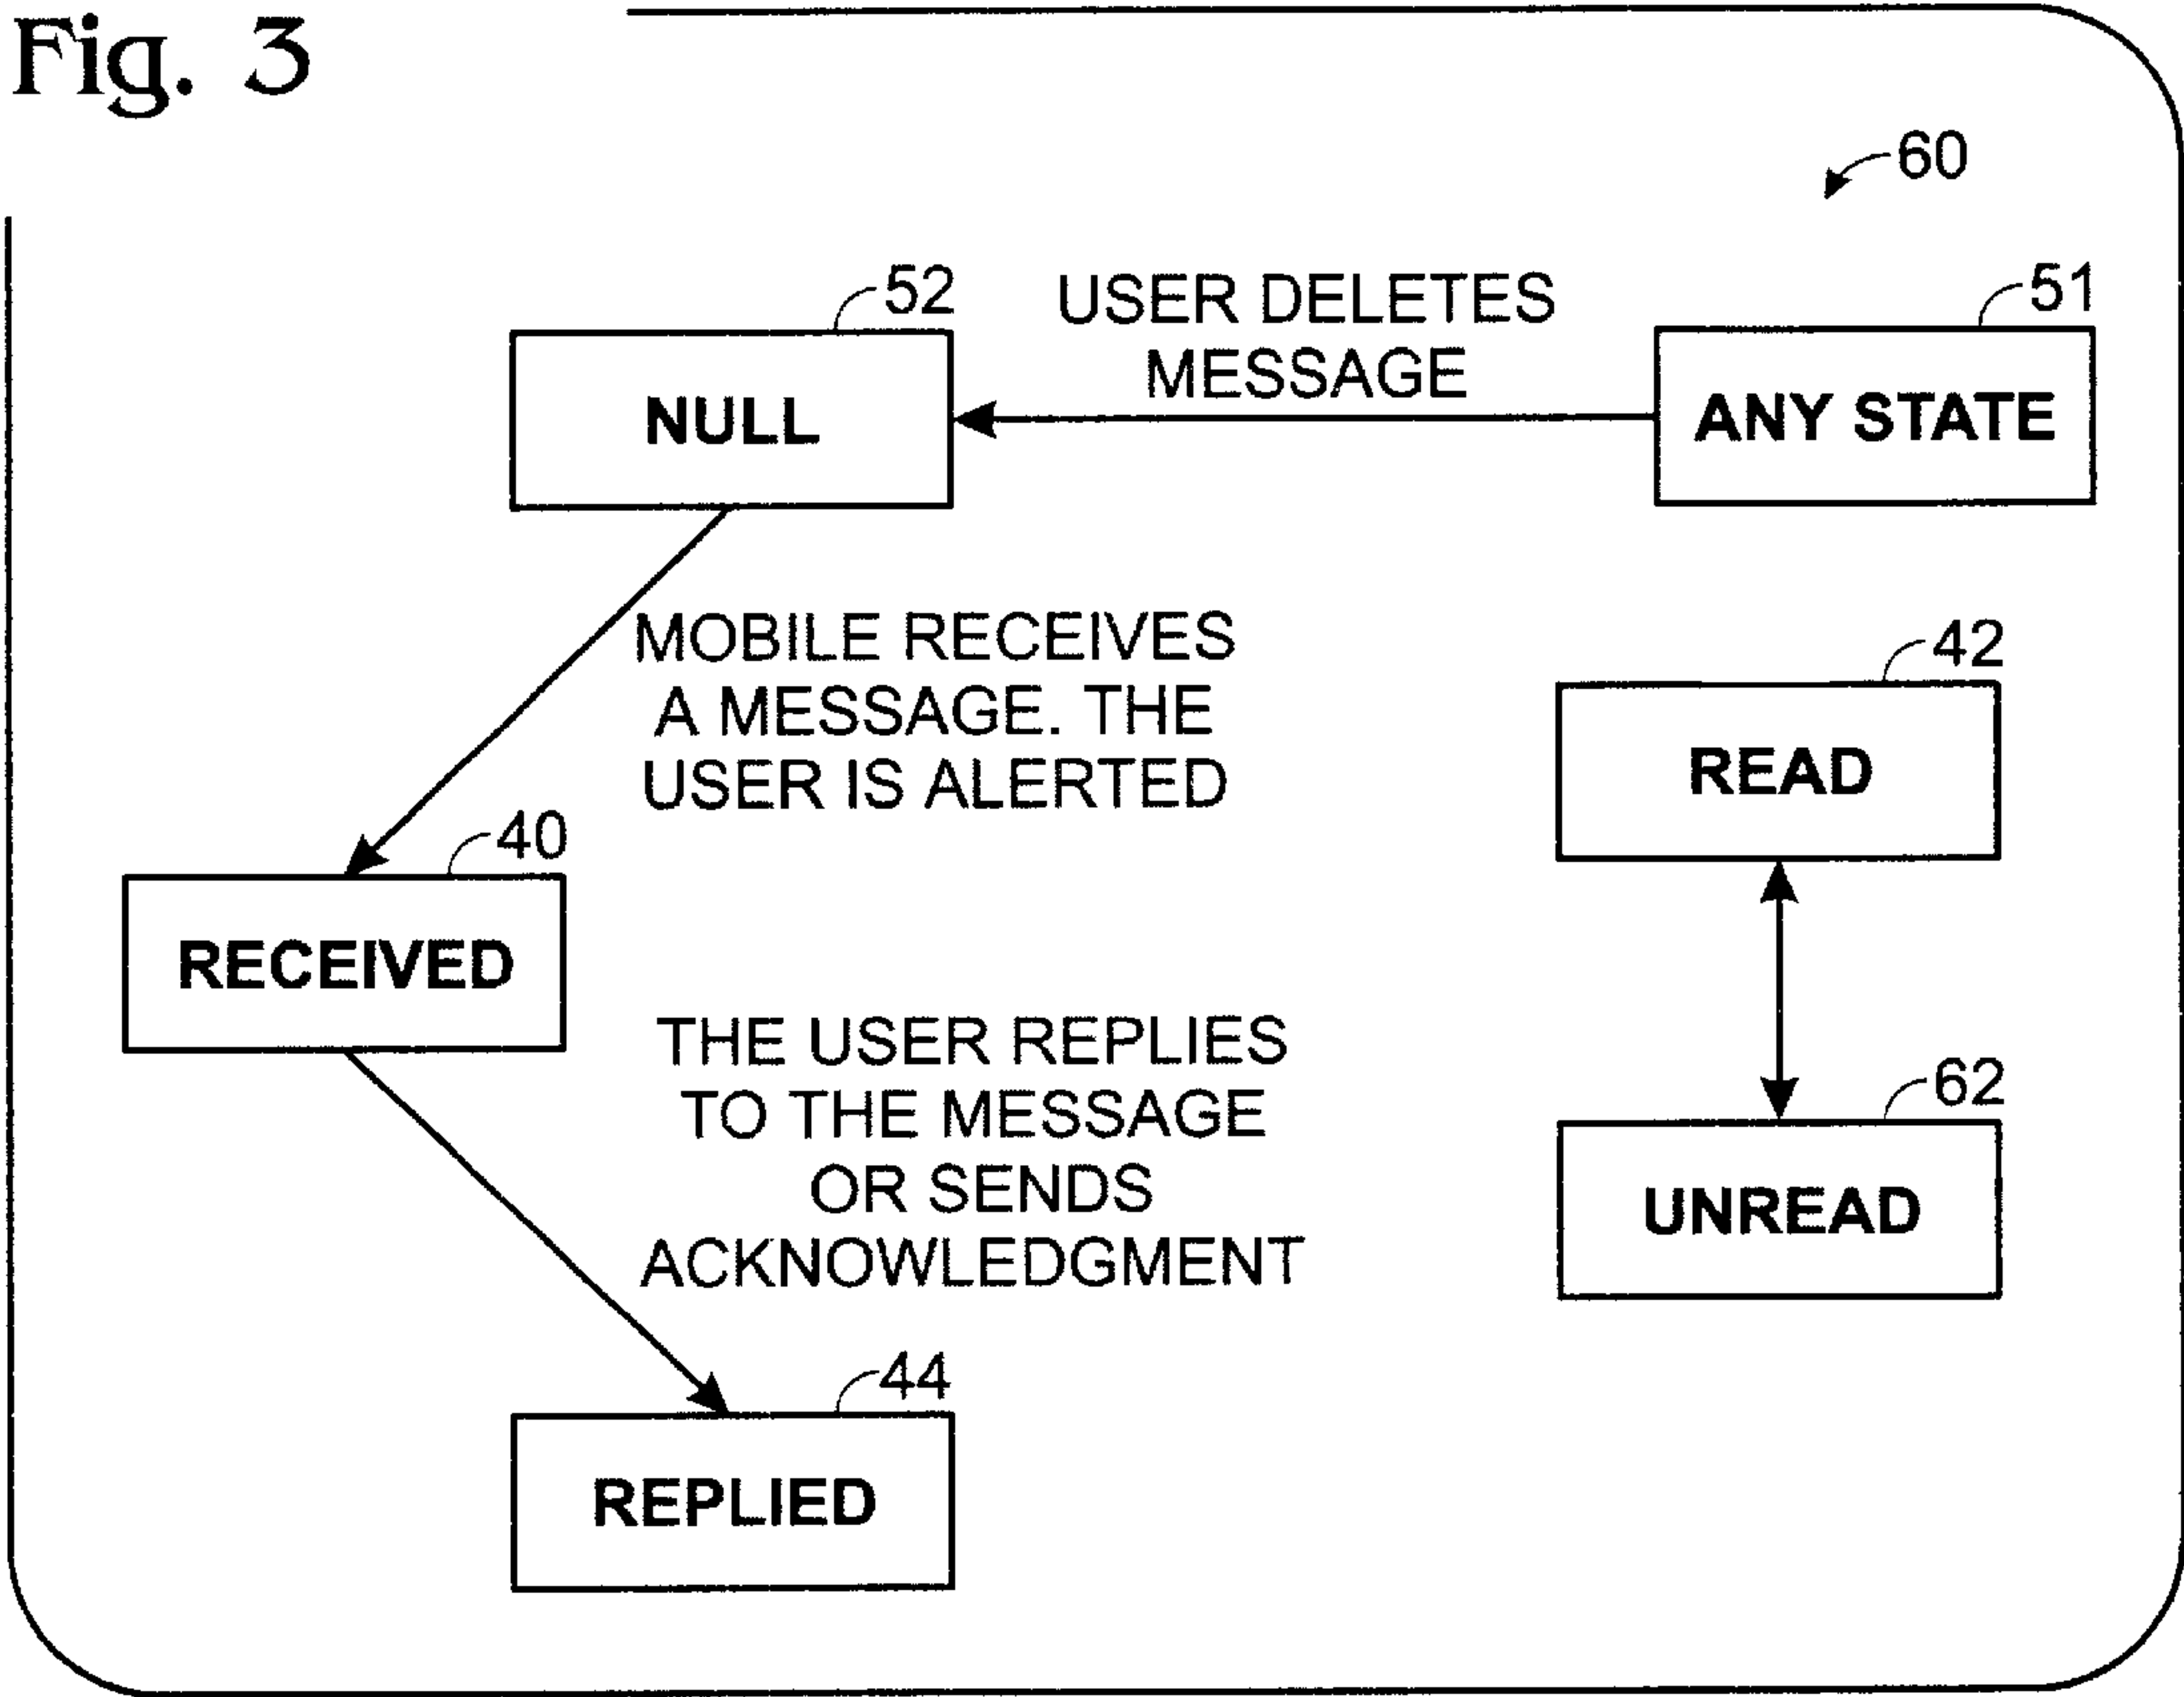 Fig. 3
60
52
USER DELETES
MESSAGE
51
NULL
ANY STATE
MOBILE RECEIVES
A MESSAGE. THE
USER IS ALERTED
42
READ
40
RECEIVED
THE USER REPLIES
TO THE MESSAGE
OR SENDS
ACKNOWLEDGMENT
62
UNREAD
44
REPLIED